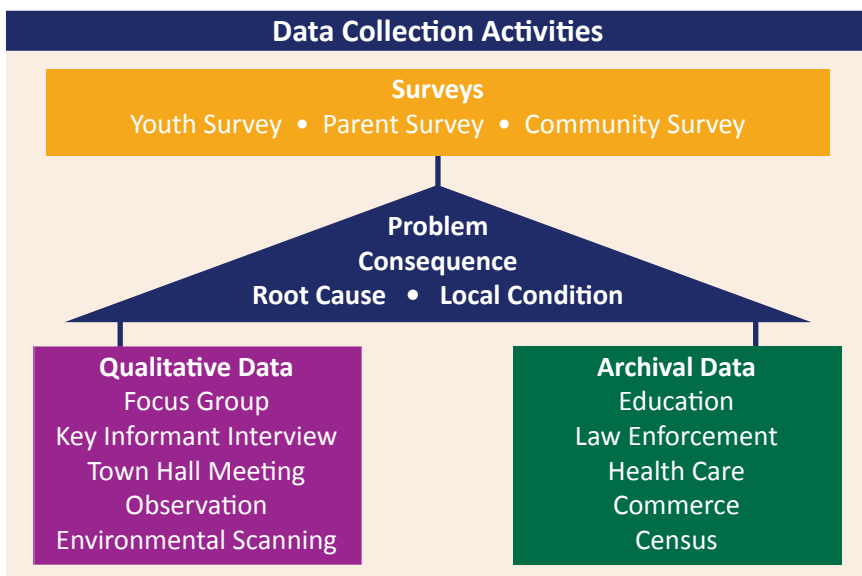 Data Collection Activities
Surveys
Youth Survey • Parent Survey • Community Survey
Problem
Consequence
Root Cause • Local Condition
Qualitative Data
Focus Group
Key Informant Interview
Town Hall Meeting
Observation
Environmental Scanning
Archival Data
Education
Law Enforcement
Health Care
Commerce
Census